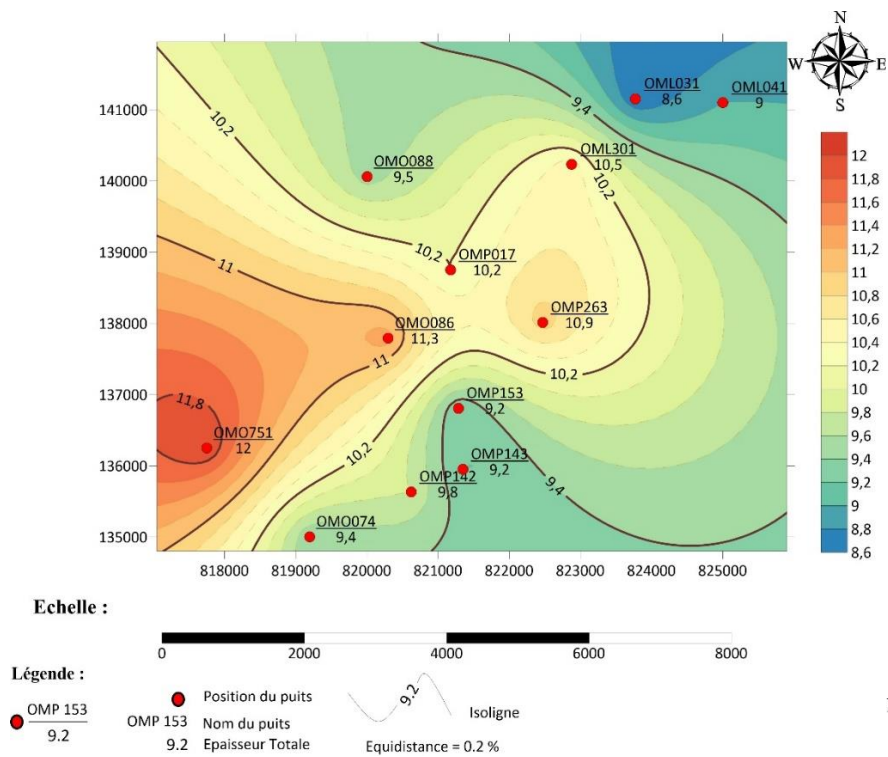 N
W E
S
141000
140000
139000
138000
137000
136000
135000
818000 819000 820000 821000 822000 823000 824000 825000
OML031
8,6
OML041
9
9,4
10,2
OMO088
9,5
OML301
10,5
10,2
10,2
OMP017
10,2
11
OMP263
10,9
OMO086
11,3
11
10,2
11,8
OMP153
9,2
OMO751
12
10,2
OMP143
9,2
OMP142
9,8
9,4
OMO074
9,4
12
11,8
11,6
11,4
11,2
11
10,8
10,6
10,4
10,2
10
9,8
9,6
9,4
9,2
9
8,8
8,6
Echelle :
0 2000 4000 6000 8000
Légende :
OMP 153
9.2
Position du puits
OMP 153 Nom du puits
9.2 Epaisseur Totale
9.2
Isoligne
Equidistance = 0.2 %